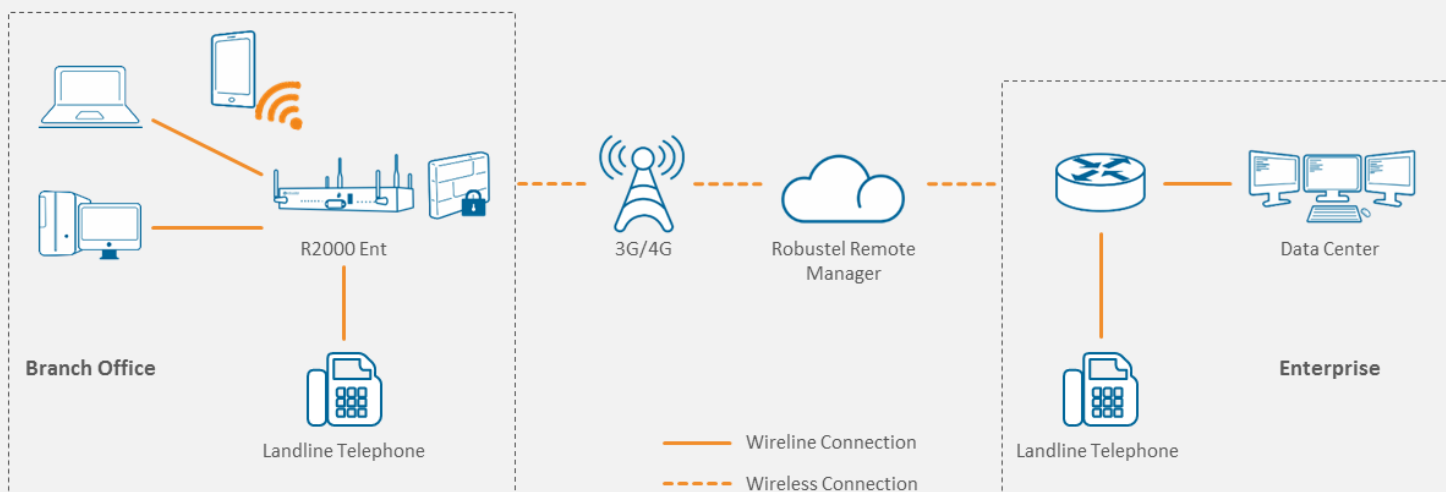 R2000 Ent
3G/4G
Robustel Remote
Manager
Data Center
Branch Office
Enterprise
Landline Telephone
Landline Telephone
Wireline Connection
Wireless Connection